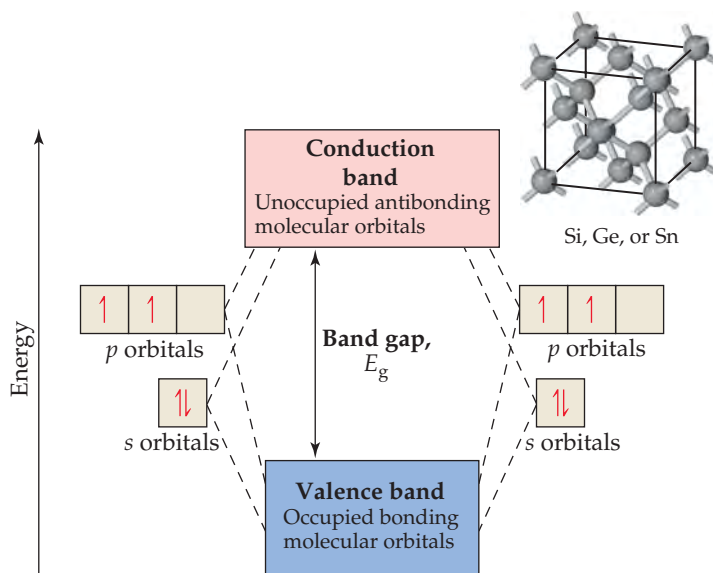 Conduction
band
Unoccupied antibonding
molecular orbitals
Si, Ge, or Sn
Energy
p orbitals
s orbitals
Band gap,
Eg
p orbitals
s orbitals
Valence band
Occupied bonding
molecular orbitals